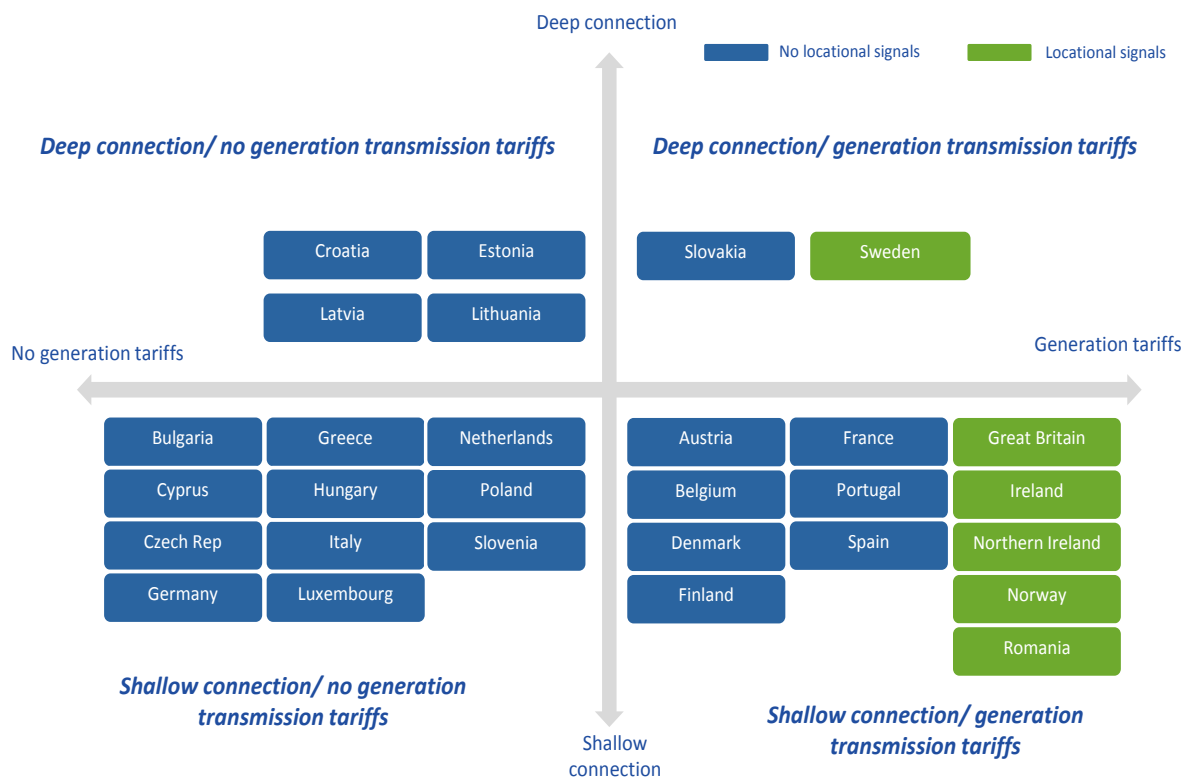 Deep connection
No locational signals
Locational signals
Deep connection/ no generation transmission tariffs
Deep connection/ generation transmission tariffs
Croatia
Estonia
Slovakia
Sweden
Latvia
Lithuania
No generation tariffs
Generation tariffs
Bulgaria
Greece
Netherlands
Austria
France
Great Britain
Cyprus
Hungary
Poland
Belgium
Portugal
Ireland
Czech Rep
Italy
Slovenia
Denmark
Spain
Northern Ireland
Germany
Luxembourg
Finland
Norway
Romania
Shallow connection/ no generation
transmission tariffs
Shallow connection/ generation
transmission tariffs
Shallow
connection